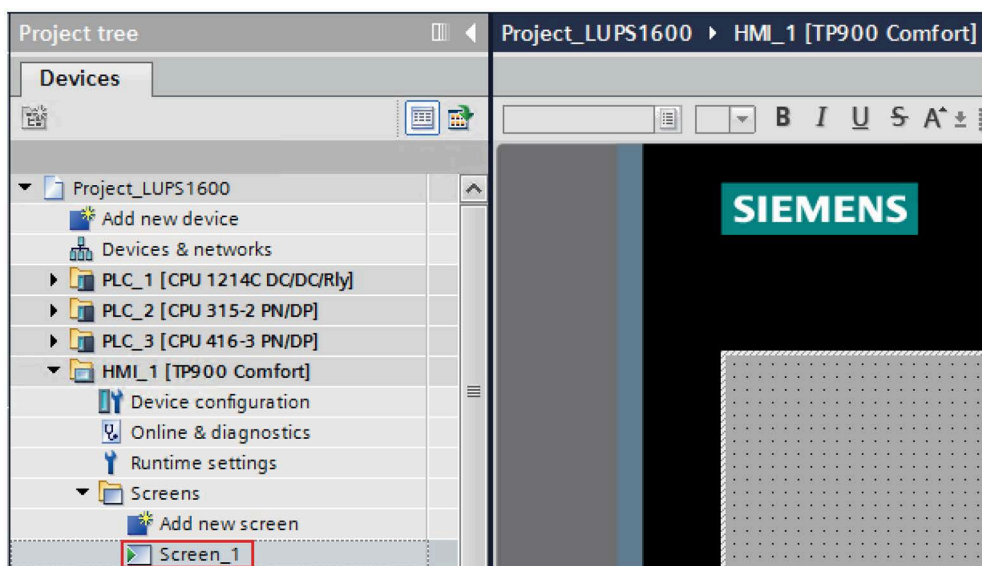 Project tree
Devices
Project_LUPS1600
Add new device
Devices & networks
PLC_1 [CPU 1214C DC/DC/Rly]
PLC_2 [CPU 315-2 PN/DP]
PLC_3 [CPU 416-3 PN/DP]
HMI_1 [TP900 Comfort]
Device configuration
Online & diagnostics
Runtime settings
Screens
Add new screen
Screen_1
Project_LUPS1600 ▸ HMI_1 [TP900 Comfort]
B I U S A
SIEMENS